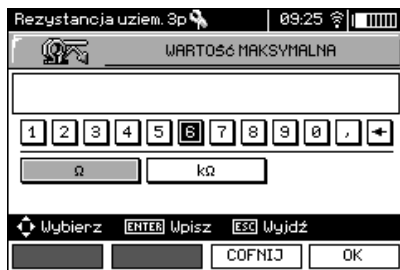 Rezystancja uziem. 3p 09:25
WARTOŚĆ MAKSYMALNA
1 2 3 4 5 6 7 8 9 0 , ←
Ω kΩ
Wybierz ENTER Wpisz ESC Wyjdź
COFNIJ OK